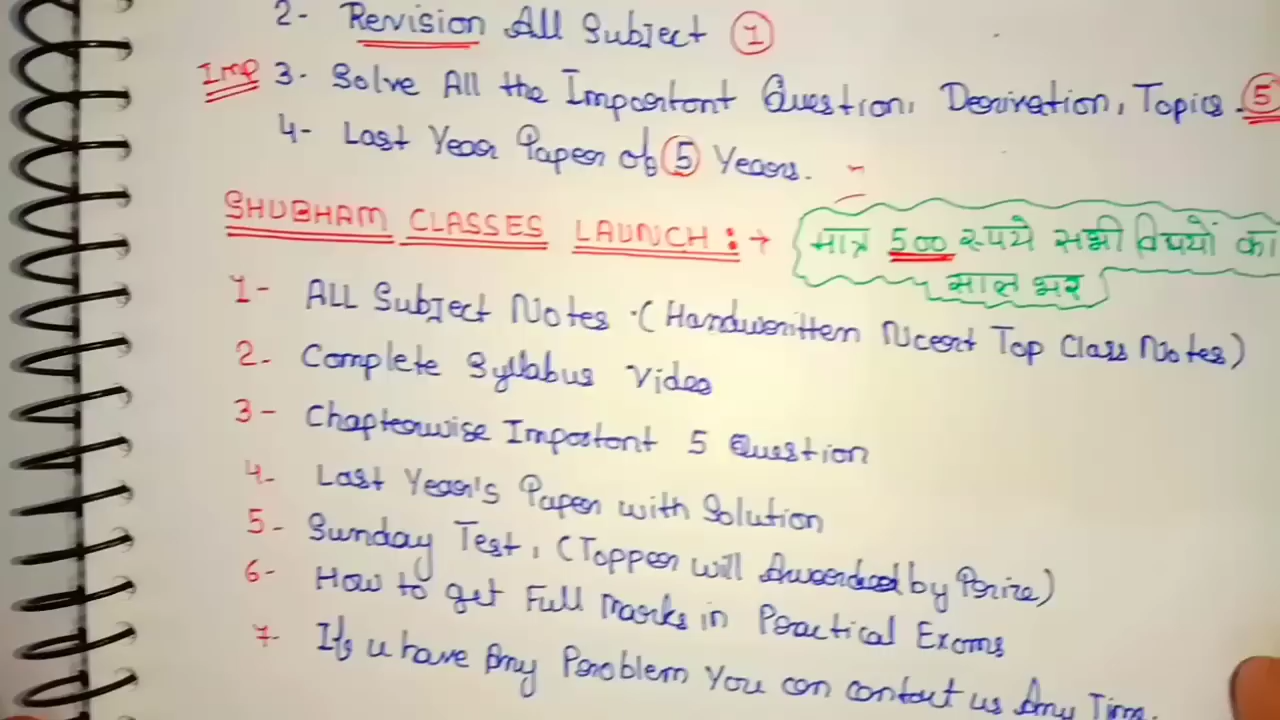 2- Revision All Subject 1
Imp 3- Solve All the Important Question, Derivation, Topics. 5
4- Last Year Paper of 5 Years.
SHUBHAM CLASSES LAUNCH :→ मात्र 500 रूपये सभी विषयों का
साल भर
1- ALL Subject Notes (Handwritten Ncert Top Class Notes)
2- Complete Syllabus Video
3- Chapterwise Important 5 Question
4- Last Year's Paper with Solution
5- Sunday Test, (Topper will Awarded by Prize)
6- How to get Full Marks in Practical Exams
7- If u have Any Problem You can contact us Any Time.